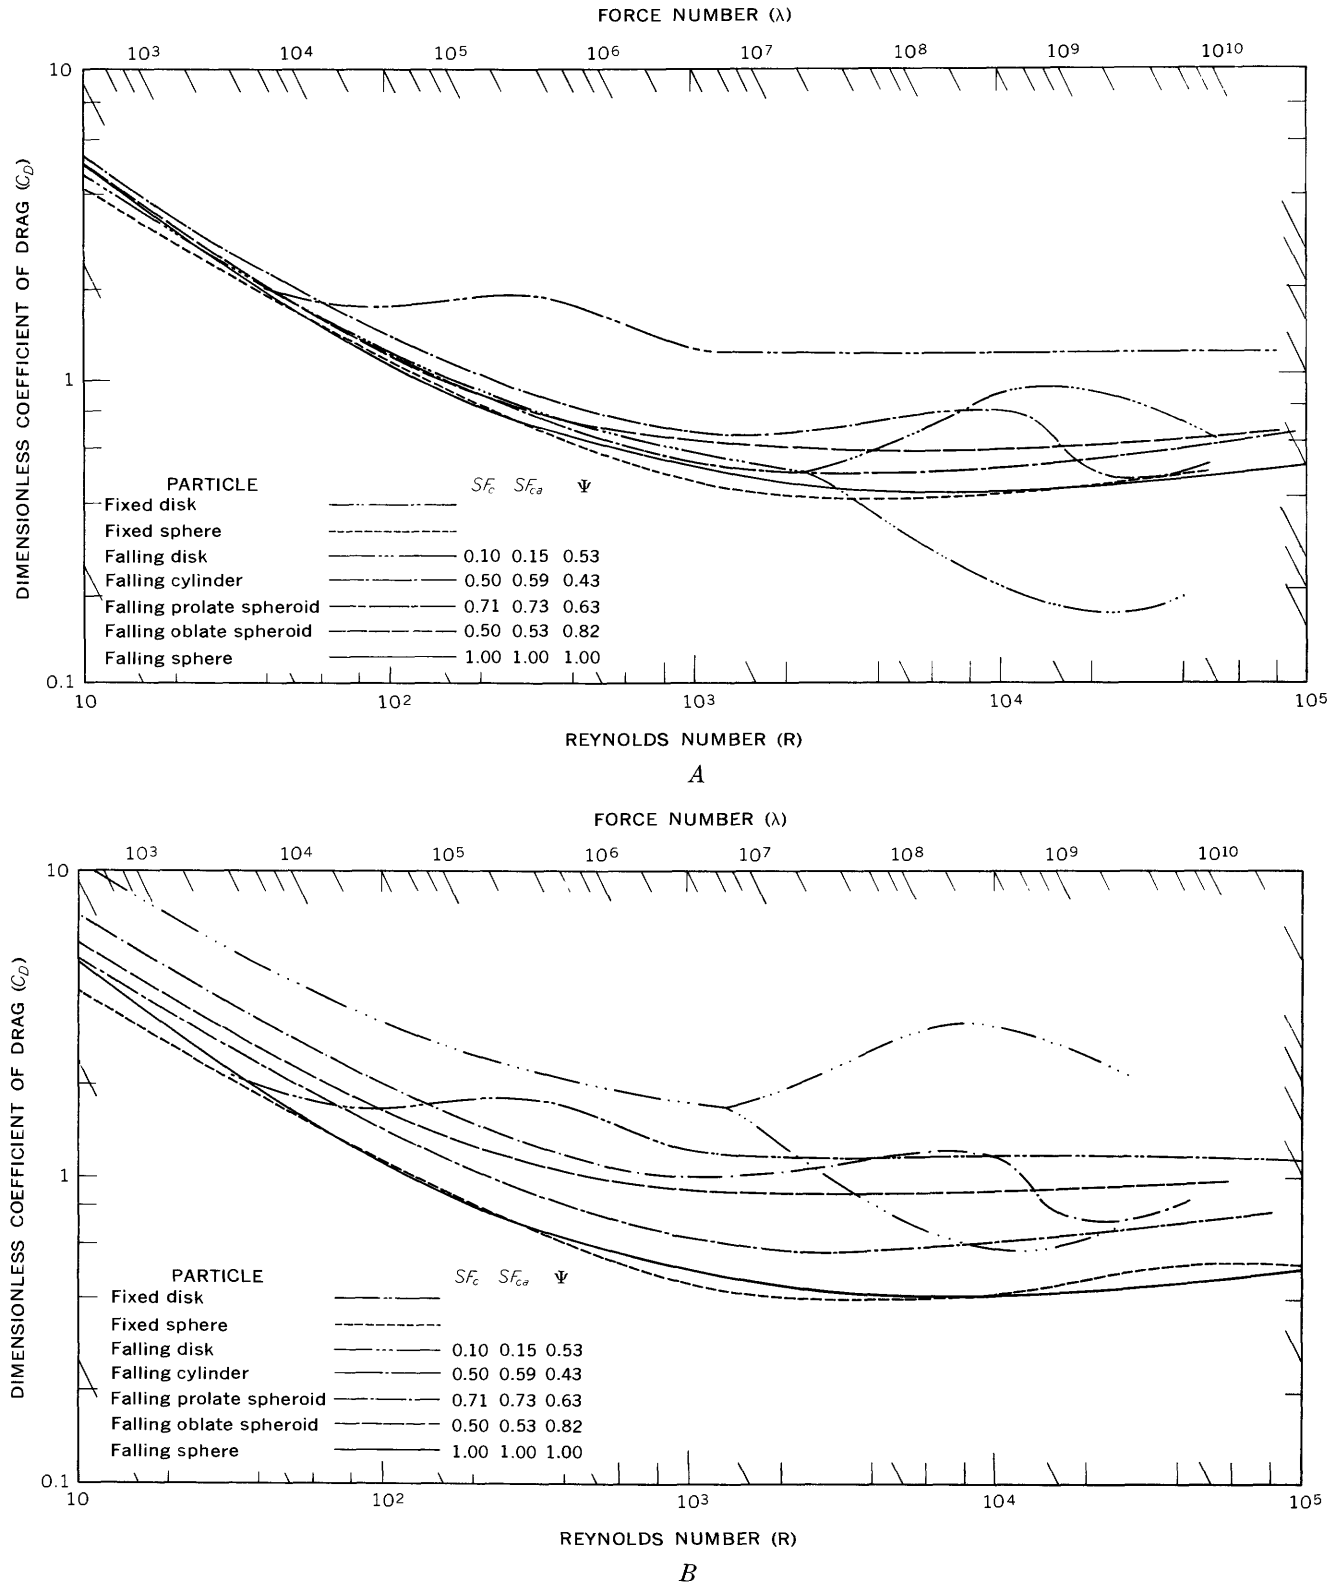 FORCE NUMBER (λ)
10³ 10⁴ 10⁵ 10⁶ 10⁷ 10⁸ 10⁹ 10¹⁰
10
DIMENSIONLESS COEFFICIENT OF DRAG (C_D)
1
PARTICLE SF_c SF_ca Ψ
Fixed disk
Fixed sphere
Falling disk 0.10 0.15 0.53
Falling cylinder 0.50 0.59 0.43
Falling prolate spheroid 0.71 0.73 0.63
Falling oblate spheroid 0.50 0.53 0.82
Falling sphere 1.00 1.00 1.00
0.1
10 10² 10³ 10⁴ 10⁵
REYNOLDS NUMBER (R)
A
FORCE NUMBER (λ)
10³ 10⁴ 10⁵ 10⁶ 10⁷ 10⁸ 10⁹ 10¹⁰
10
DIMENSIONLESS COEFFICIENT OF DRAG (C_D)
1
PARTICLE SF_c SF_ca Ψ
Fixed disk
Fixed sphere
Falling disk 0.10 0.15 0.53
Falling cylinder 0.50 0.59 0.43
Falling prolate spheroid 0.71 0.73 0.63
Falling oblate spheroid 0.50 0.53 0.82
Falling sphere 1.00 1.00 1.00
0.1
10 10² 10³ 10⁴ 10⁵
REYNOLDS NUMBER (R)
B